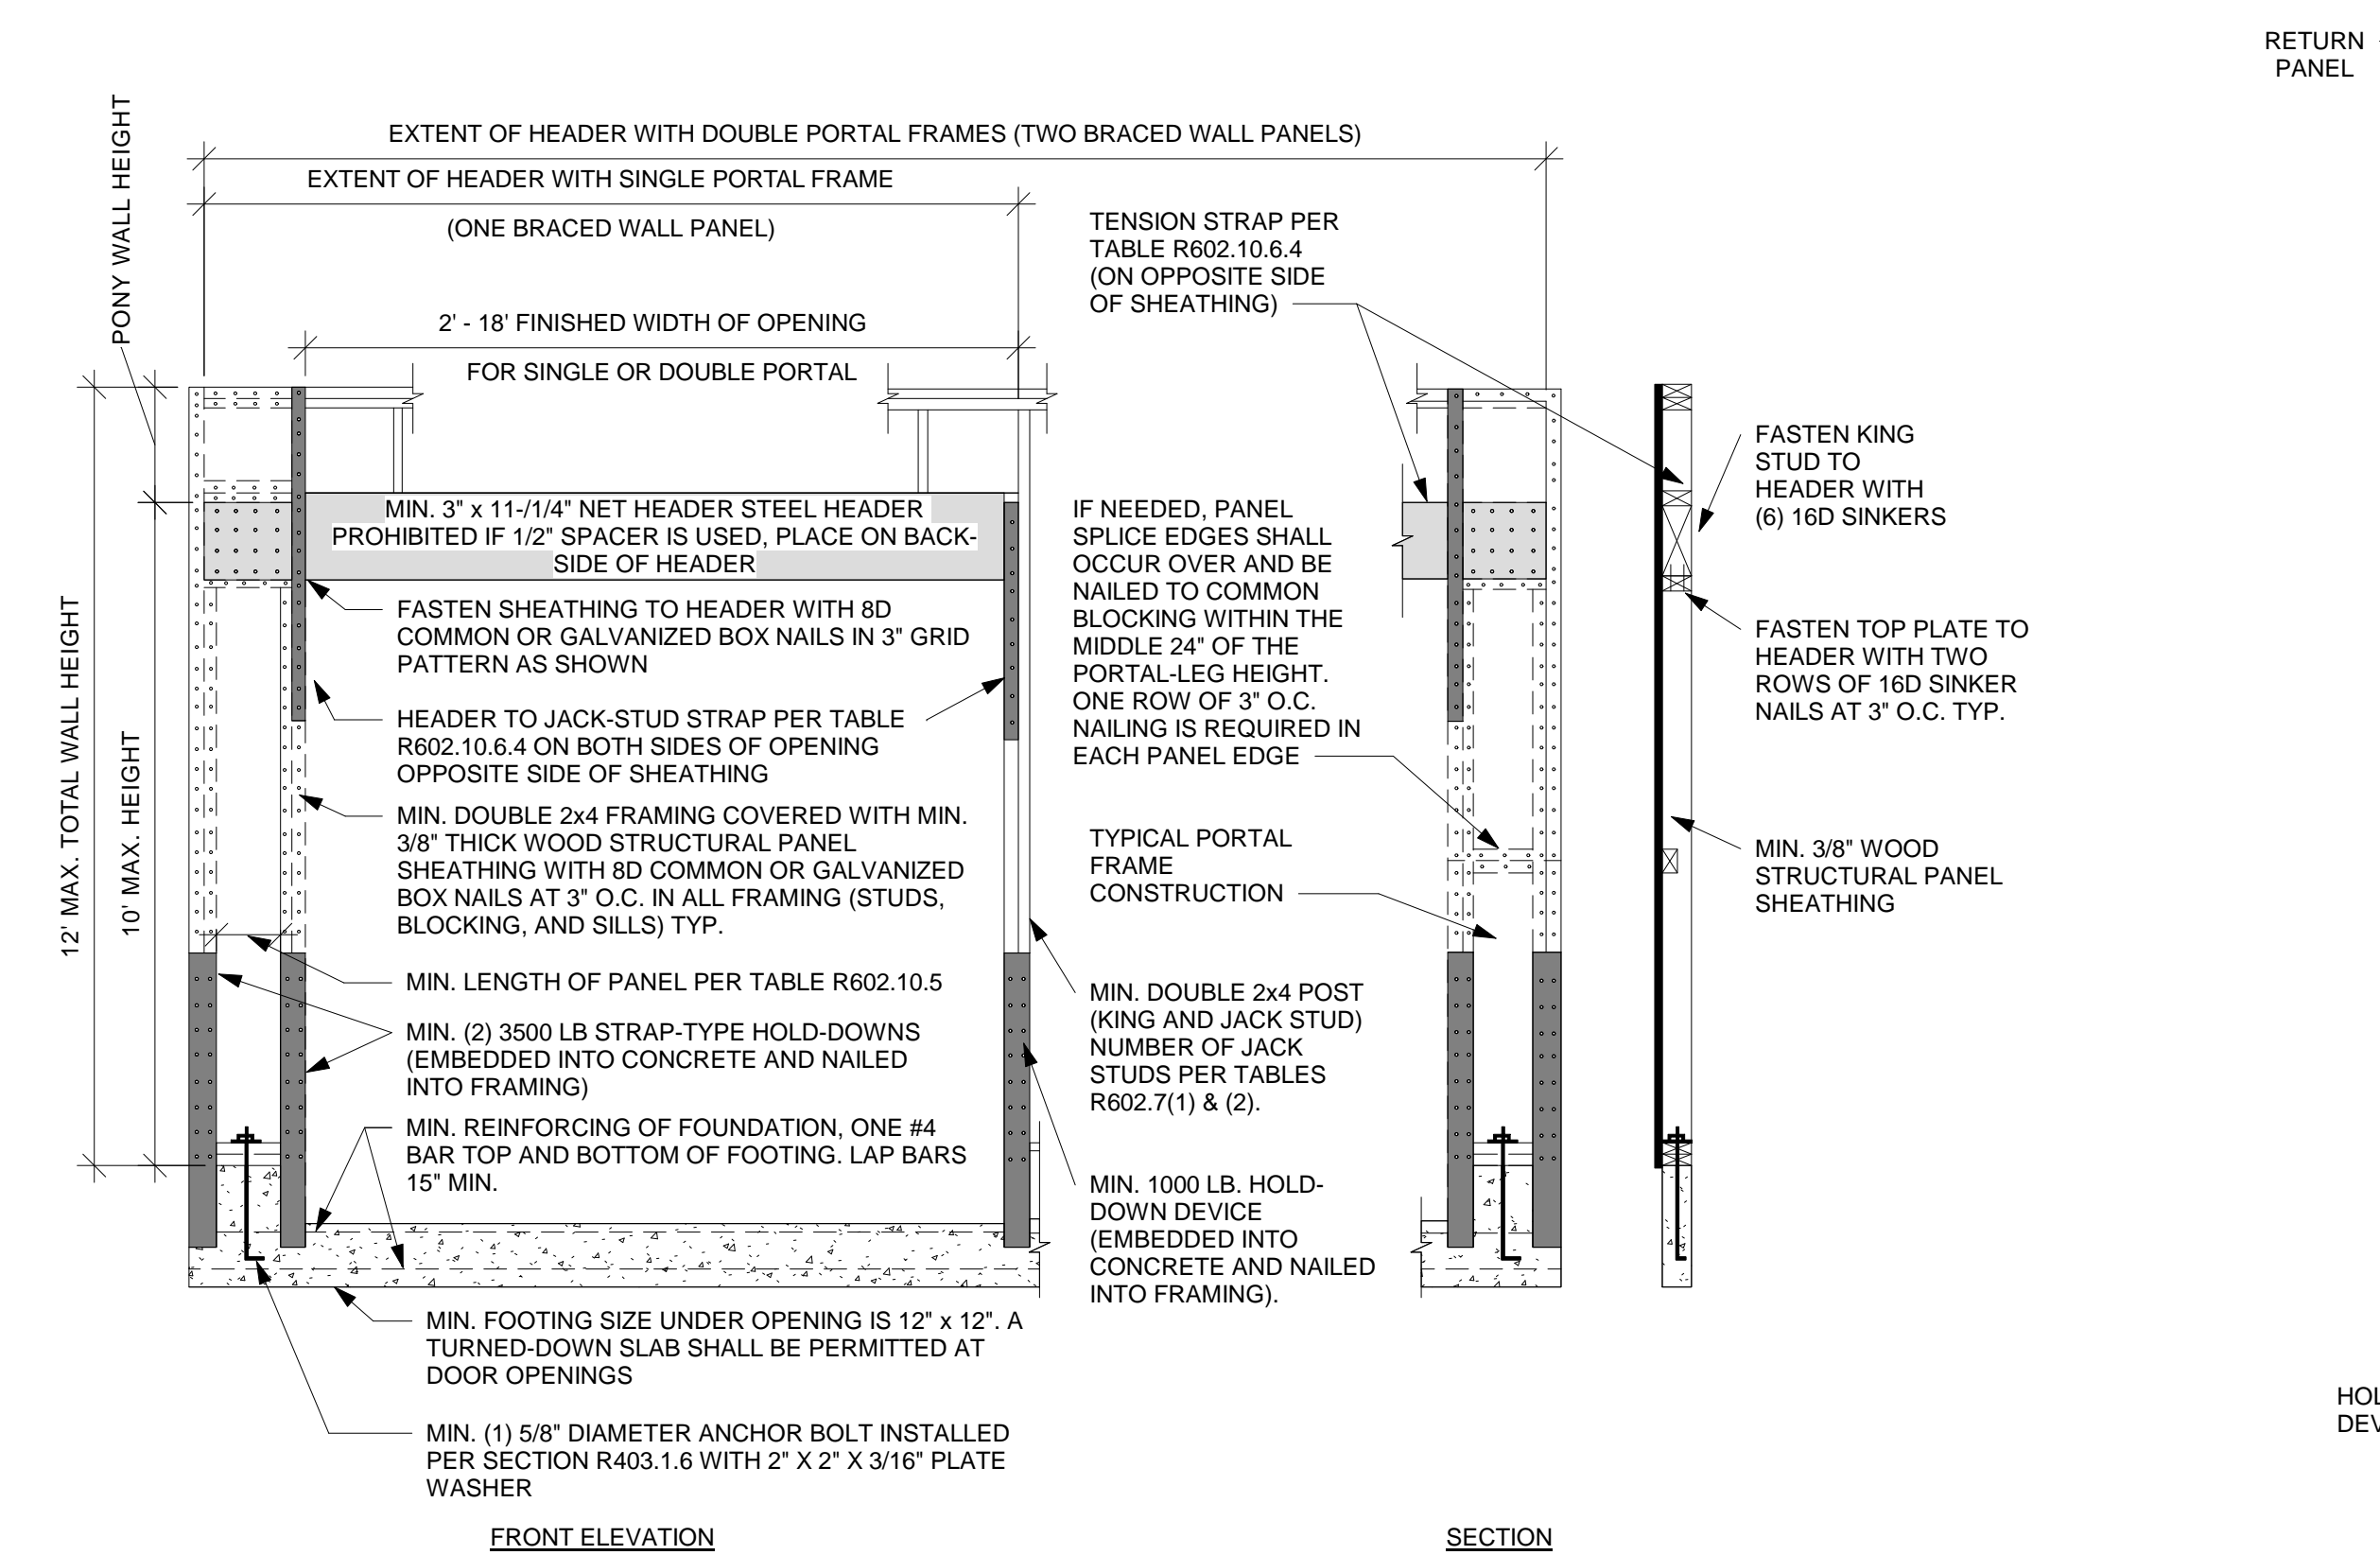 RETURN
PANEL
PONY WALL HEIGHT
EXTENT OF HEADER WITH DOUBLE PORTAL FRAMES (TWO BRACED WALL PANELS)
EXTENT OF HEADER WITH SINGLE PORTAL FRAME
(ONE BRACED WALL PANEL)
2' - 18' FINISHED WIDTH OF OPENING
FOR SINGLE OR DOUBLE PORTAL
12' MAX. TOTAL WALL HEIGHT
10' MAX. HEIGHT
MIN. 3" x 11-/1/4" NET HEADER STEEL HEADER
PROHIBITED IF 1/2" SPACER IS USED, PLACE ON BACK-
SIDE OF HEADER
FASTEN SHEATHING TO HEADER WITH 8D
COMMON OR GALVANIZED BOX NAILS IN 3" GRID
PATTERN AS SHOWN
HEADER TO JACK-STUD STRAP PER TABLE
R602.10.6.4 ON BOTH SIDES OF OPENING
OPPOSITE SIDE OF SHEATHING
MIN. DOUBLE 2x4 FRAMING COVERED WITH MIN.
3/8" THICK WOOD STRUCTURAL PANEL
SHEATHING WITH 8D COMMON OR GALVANIZED
BOX NAILS AT 3" O.C. IN ALL FRAMING (STUDS,
BLOCKING, AND SILLS) TYP.
MIN. LENGTH OF PANEL PER TABLE R602.10.5
MIN. (2) 3500 LB STRAP-TYPE HOLD-DOWNS
(EMBEDDED INTO CONCRETE AND NAILED
INTO FRAMING)
MIN. REINFORCING OF FOUNDATION, ONE #4
BAR TOP AND BOTTOM OF FOOTING. LAP BARS
15" MIN.
MIN. FOOTING SIZE UNDER OPENING IS 12" x 12". A
TURNED-DOWN SLAB SHALL BE PERMITTED AT
DOOR OPENINGS
MIN. (1) 5/8" DIAMETER ANCHOR BOLT INSTALLED
PER SECTION R403.1.6 WITH 2" X 2" X 3/16" PLATE
WASHER
FRONT ELEVATION
TENSION STRAP PER
TABLE R602.10.6.4
(ON OPPOSITE SIDE
OF SHEATHING)
IF NEEDED, PANEL
SPLICE EDGES SHALL
OCCUR OVER AND BE
NAILED TO COMMON
BLOCKING WITHIN THE
MIDDLE 24" OF THE
PORTAL-LEG HEIGHT.
ONE ROW OF 3" O.C.
NAILING IS REQUIRED IN
EACH PANEL EDGE
TYPICAL PORTAL
FRAME
CONSTRUCTION
MIN. DOUBLE 2x4 POST
(KING AND JACK STUD)
NUMBER OF JACK
STUDS PER TABLES
R602.7(1) & (2).
MIN. 1000 LB. HOLD-
DOWN DEVICE
(EMBEDDED INTO
CONCRETE AND NAILED
INTO FRAMING).
FASTEN KING
STUD TO
HEADER WITH
(6) 16D SINKERS
FASTEN TOP PLATE TO
HEADER WITH TWO
ROWS OF 16D SINKER
NAILS AT 3" O.C. TYP.
MIN. 3/8" WOOD
STRUCTURAL PANEL
SHEATHING
SECTION